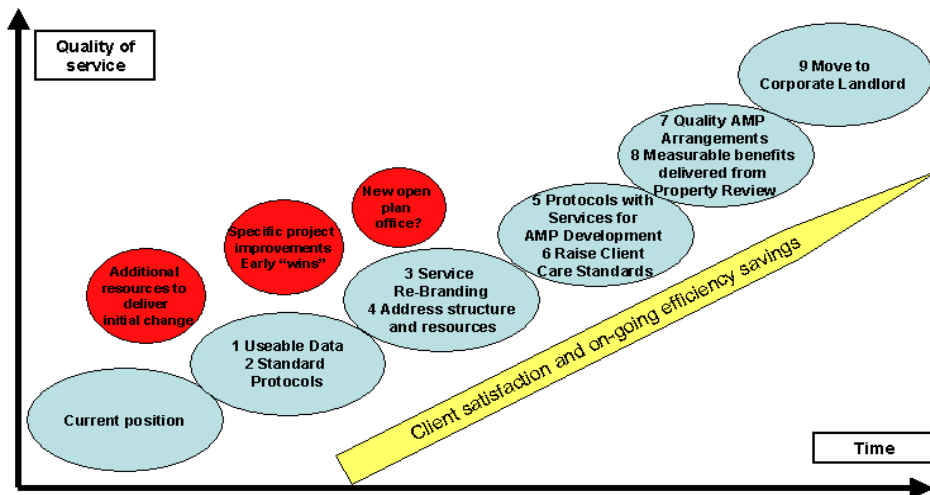 Quality of
service
9 Move to
Corporate Landlord
7 Quality AMP
Arrangements
8 Measurable benefits
delivered from
Property Review
New open
plan
office?
5 Protocols with
Services for
AMP Development
6 Raise Client
Care Standards
Specific project
improvements
Early “wins”
Additional
resources to
deliver
initial change
3 Service
Re-Branding
4 Address structure
and resources
1 Useable Data
2 Standard
Protocols
Current position
Client satisfaction and on-going efficiency savings
Time